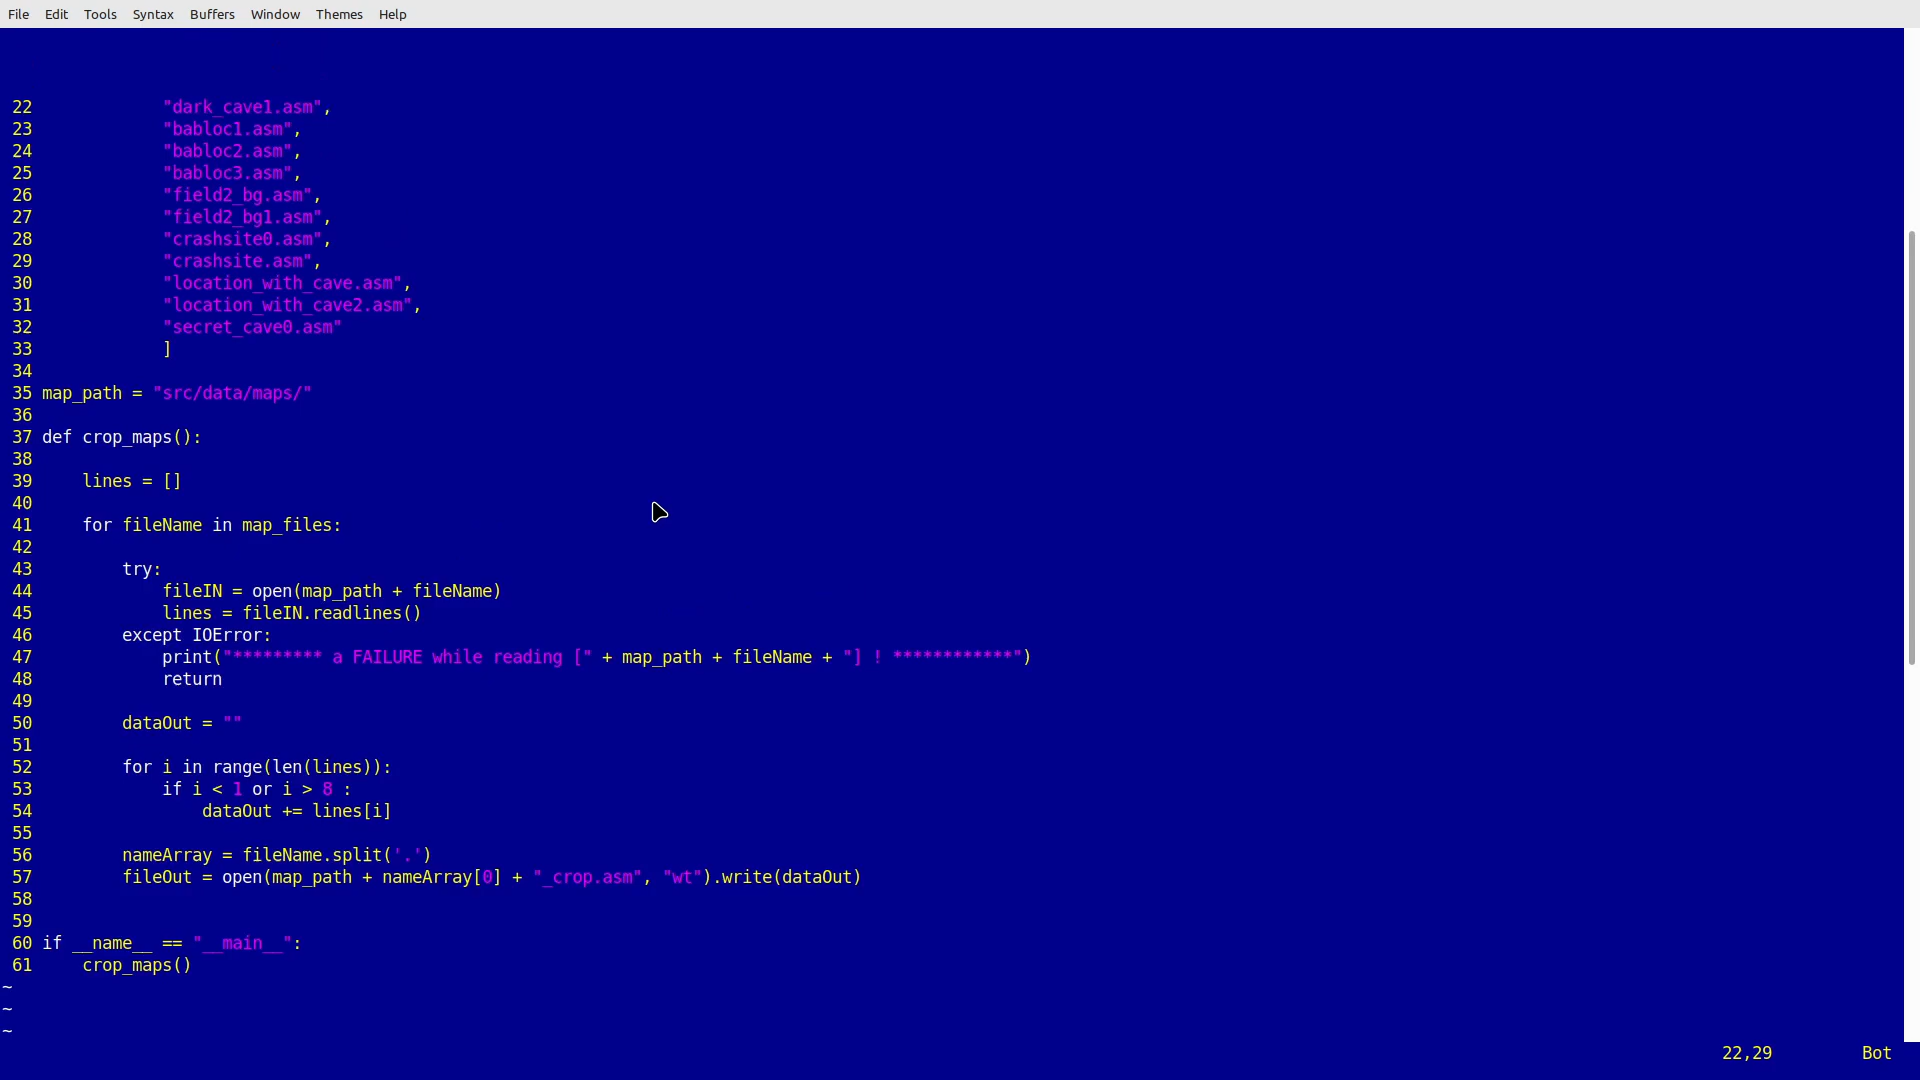 File Edit Tools Syntax Buffers Window Themes Help
22             "dark_cave1.asm",
23             "babloc1.asm",
24             "babloc2.asm",
25             "babloc3.asm",
26             "field2_bg.asm",
27             "field2_bg1.asm",
28             "crashsite0.asm",
29             "crashsite.asm",
30             "location_with_cave.asm",
31             "location_with_cave2.asm",
32             "secret_cave0.asm"
33             ]
34
35 map_path = "src/data/maps/"
36
37 def crop_maps():
38
39     lines = []
40
41     for fileName in map_files:
42
43         try:
44             fileIN = open(map_path + fileName)
45             lines = fileIN.readlines()
46         except IOError:
47             print("********* a FAILURE while reading [" + map_path + fileName + "] ! ************")
48             return
49
50         dataOut = ""
51
52         for i in range(len(lines)):
53             if i < 1 or i > 8 :
54                 dataOut += lines[i]
55
56         nameArray = fileName.split('.')
57         fileOut = open(map_path + nameArray[0] + "_crop.asm", "wt").write(dataOut)
58
59
60 if __name__ == "__main__":
61     crop_maps()
~
~
~
22,29 Bot